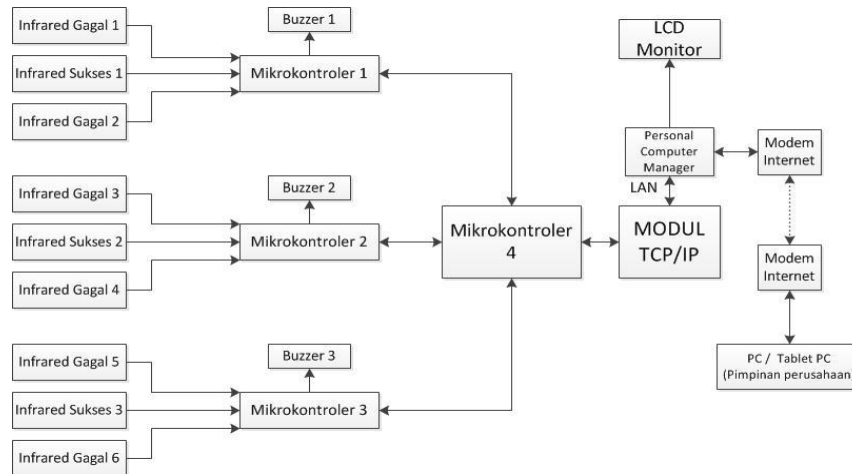 Infrared Gagal 1
Infrared Sukses 1
Infrared Gagal 2
Buzzer 1
Mikrokontroler 1
Infrared Gagal 3
Infrared Sukses 2
Infrared Gagal 4
Buzzer 2
Mikrokontroler 2
Infrared Gagal 5
Infrared Sukses 3
Infrared Gagal 6
Buzzer 3
Mikrokontroler 3
Mikrokontroler
4
LCD
Monitor
Personal
Computer
Manager
LAN
MODUL
TCP/IP
Modem
Internet
Modem
Internet
PC / Tablet PC
(Pimpinan perusahaan)